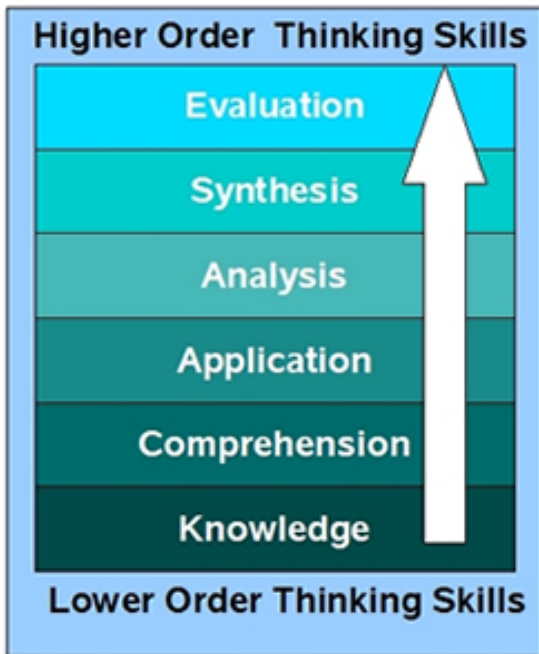 Higher Order Thinking Skills
Evaluation
Synthesis
Analysis
Application
Comprehension
Knowledge
Lower Order Thinking Skills